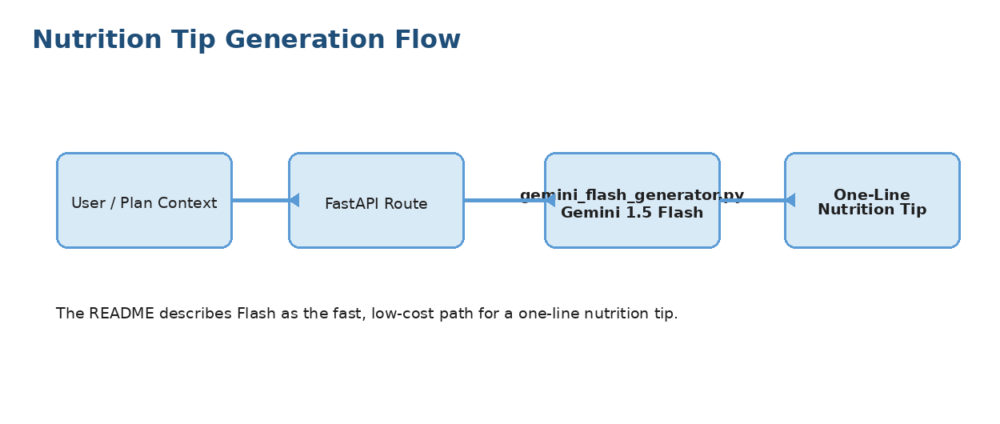 Nutrition Tip Generation Flow
User / Plan Context
FastAPI Route
gemini_flash_generator.py
Gemini 1.5 Flash
One-Line
Nutrition Tip
The README describes Flash as the fast, low-cost path for a one-line nutrition tip.